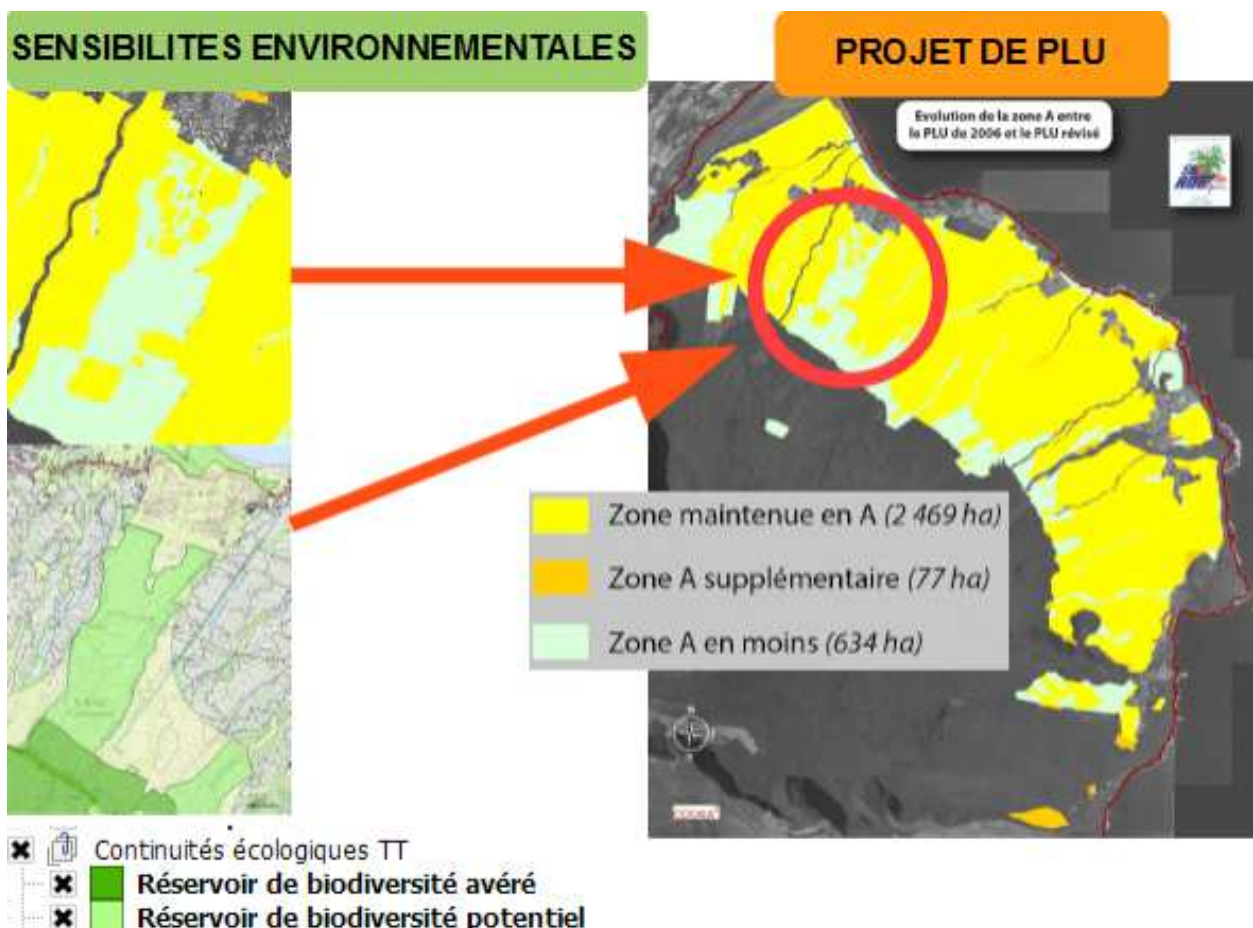 SENSIBILITES ENVIRONNEMENTALES
PROJET DE PLU
Evolution de la zone A entre
le PLU de 2006 et le PLU révisé
Zone maintenue en A (2 469 ha)
Zone A supplémentaire (77 ha)
Zone A en moins (634 ha)
Continuités écologiques TT
Réservoir de biodiversité avéré
Réservoir de biodiversité potentiel